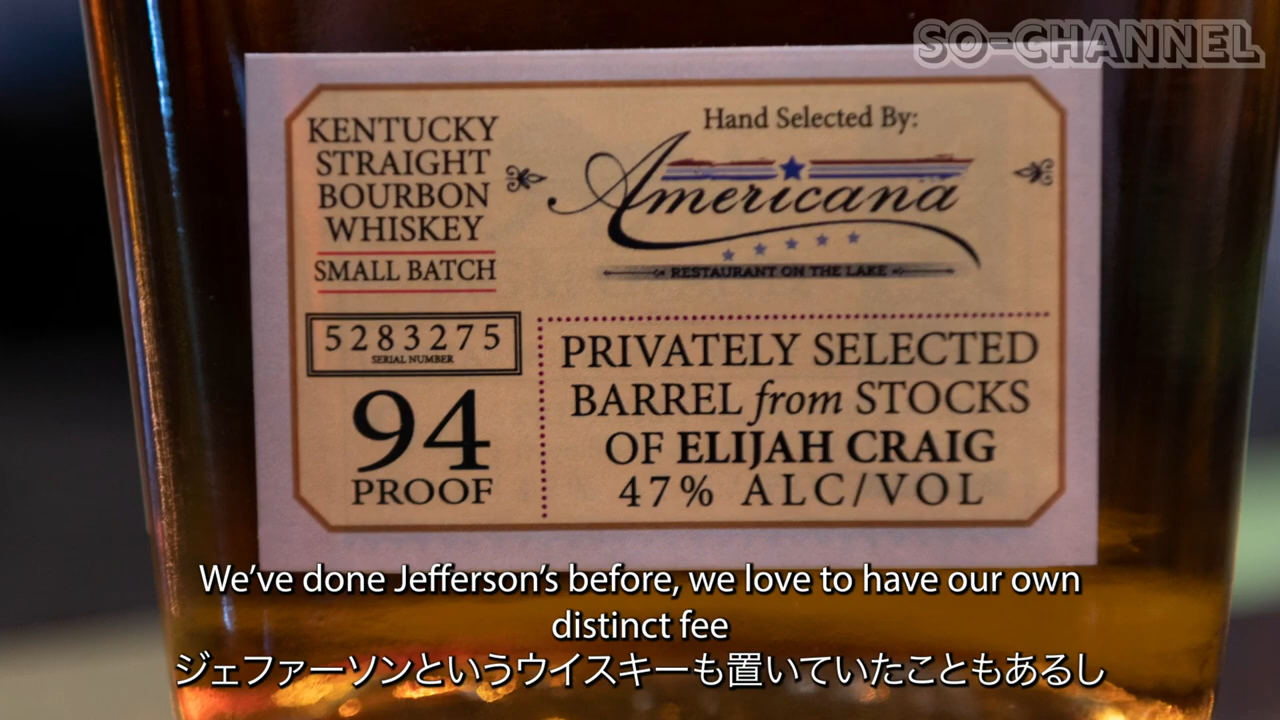 SO-CHANNEL
KENTUCKY
STRAIGHT
BOURBON
WHISKEY
SMALL BATCH
5283275
SERIAL NUMBER
94
PROOF
Hand Selected By:
Americana
RESTAURANT ON THE LAKE
PRIVATELY SELECTED
BARREL from STOCKS
OF ELIJAH CRAIG
47% ALC/VOL
We've done Jefferson's before, we love to have our own
distinct fee
ジェファーソンというウイスキーも置いていたこともあるし